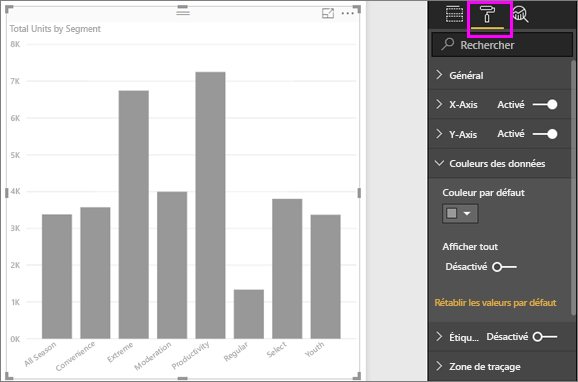 Total Units by Segment
8K
7K
6K
5K
4K
3K
2K
1K
0K
All Season
Convenience
Extreme
Moderation
Productivity
Regular
Select
Youth
Rechercher
Général
X-Axis Activé
Y-Axis Activé
Couleurs des données
Couleur par défaut
Afficher tout
Désactivé
Rétablir les valeurs par défaut
Étiqu... Désactivé
Zone de traçage